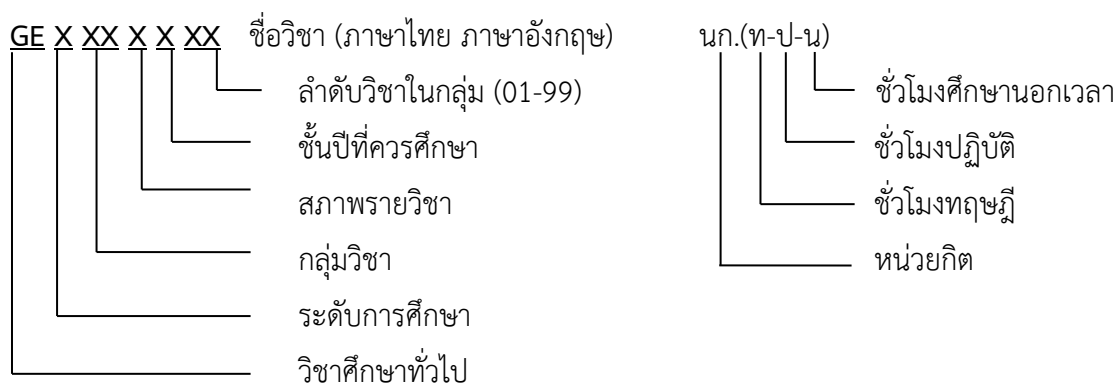 GE X XX X X XX ชื่อวิชา (ภาษาไทย ภาษาอังกฤษ) นก.(ท-ป-น)
ลำดับวิชาในกลุ่ม (01-99) ชั่วโมงศึกษานอกเวลา
ชั้นปีที่ควรศึกษา ชั่วโมงปฏิบัติ
สภาพรายวิชา ชั่วโมงทฤษฎี
กลุ่มวิชา หน่วยกิต
ระดับการศึกษา
วิชาศึกษาทั่วไป